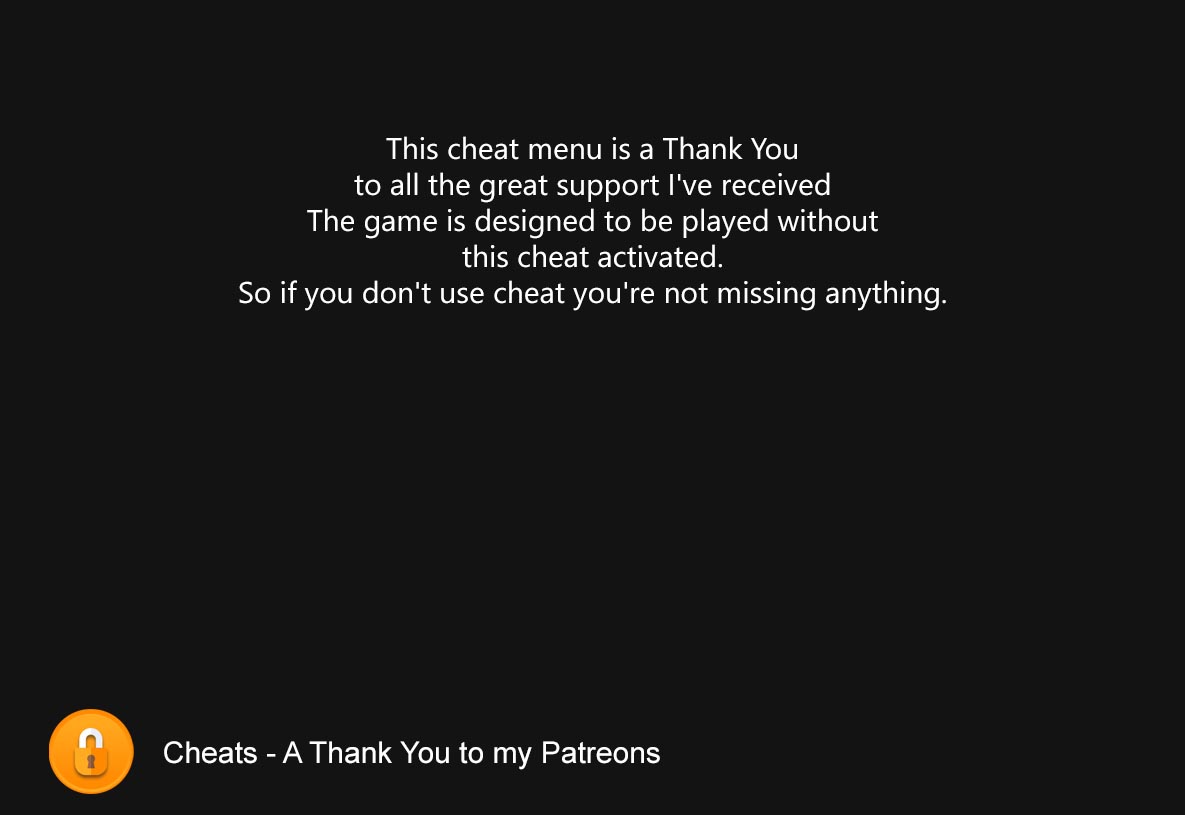 This cheat menu is a Thank You
to all the great support I've received
The game is designed to be played without
this cheat activated.
So if you don't use cheat you're not missing anything.
Cheats - A Thank You to my Patreons